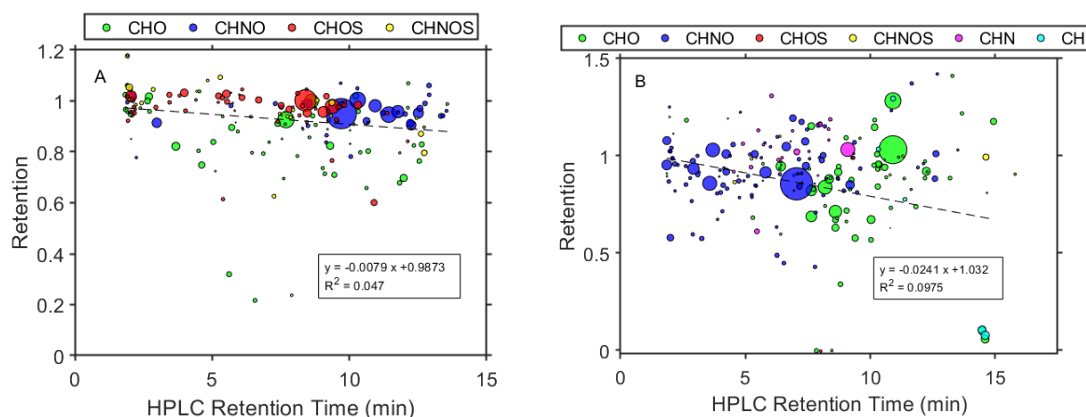 CHO CHNO CHOS CHNOS
A
1.2
1
0.8
0.6
0.4
0.2
0
Retention
y = -0.0079 x +0.9873
R² = 0.047
0 5 10 15
HPLC Retention Time (min)
CHO CHNO CHOS CHNOS CHN CH
B
1.5
1
0.5
0
Retention
y = -0.0241 x +1.032
R² = 0.0975
0 5 10 15
HPLC Retention Time (min)